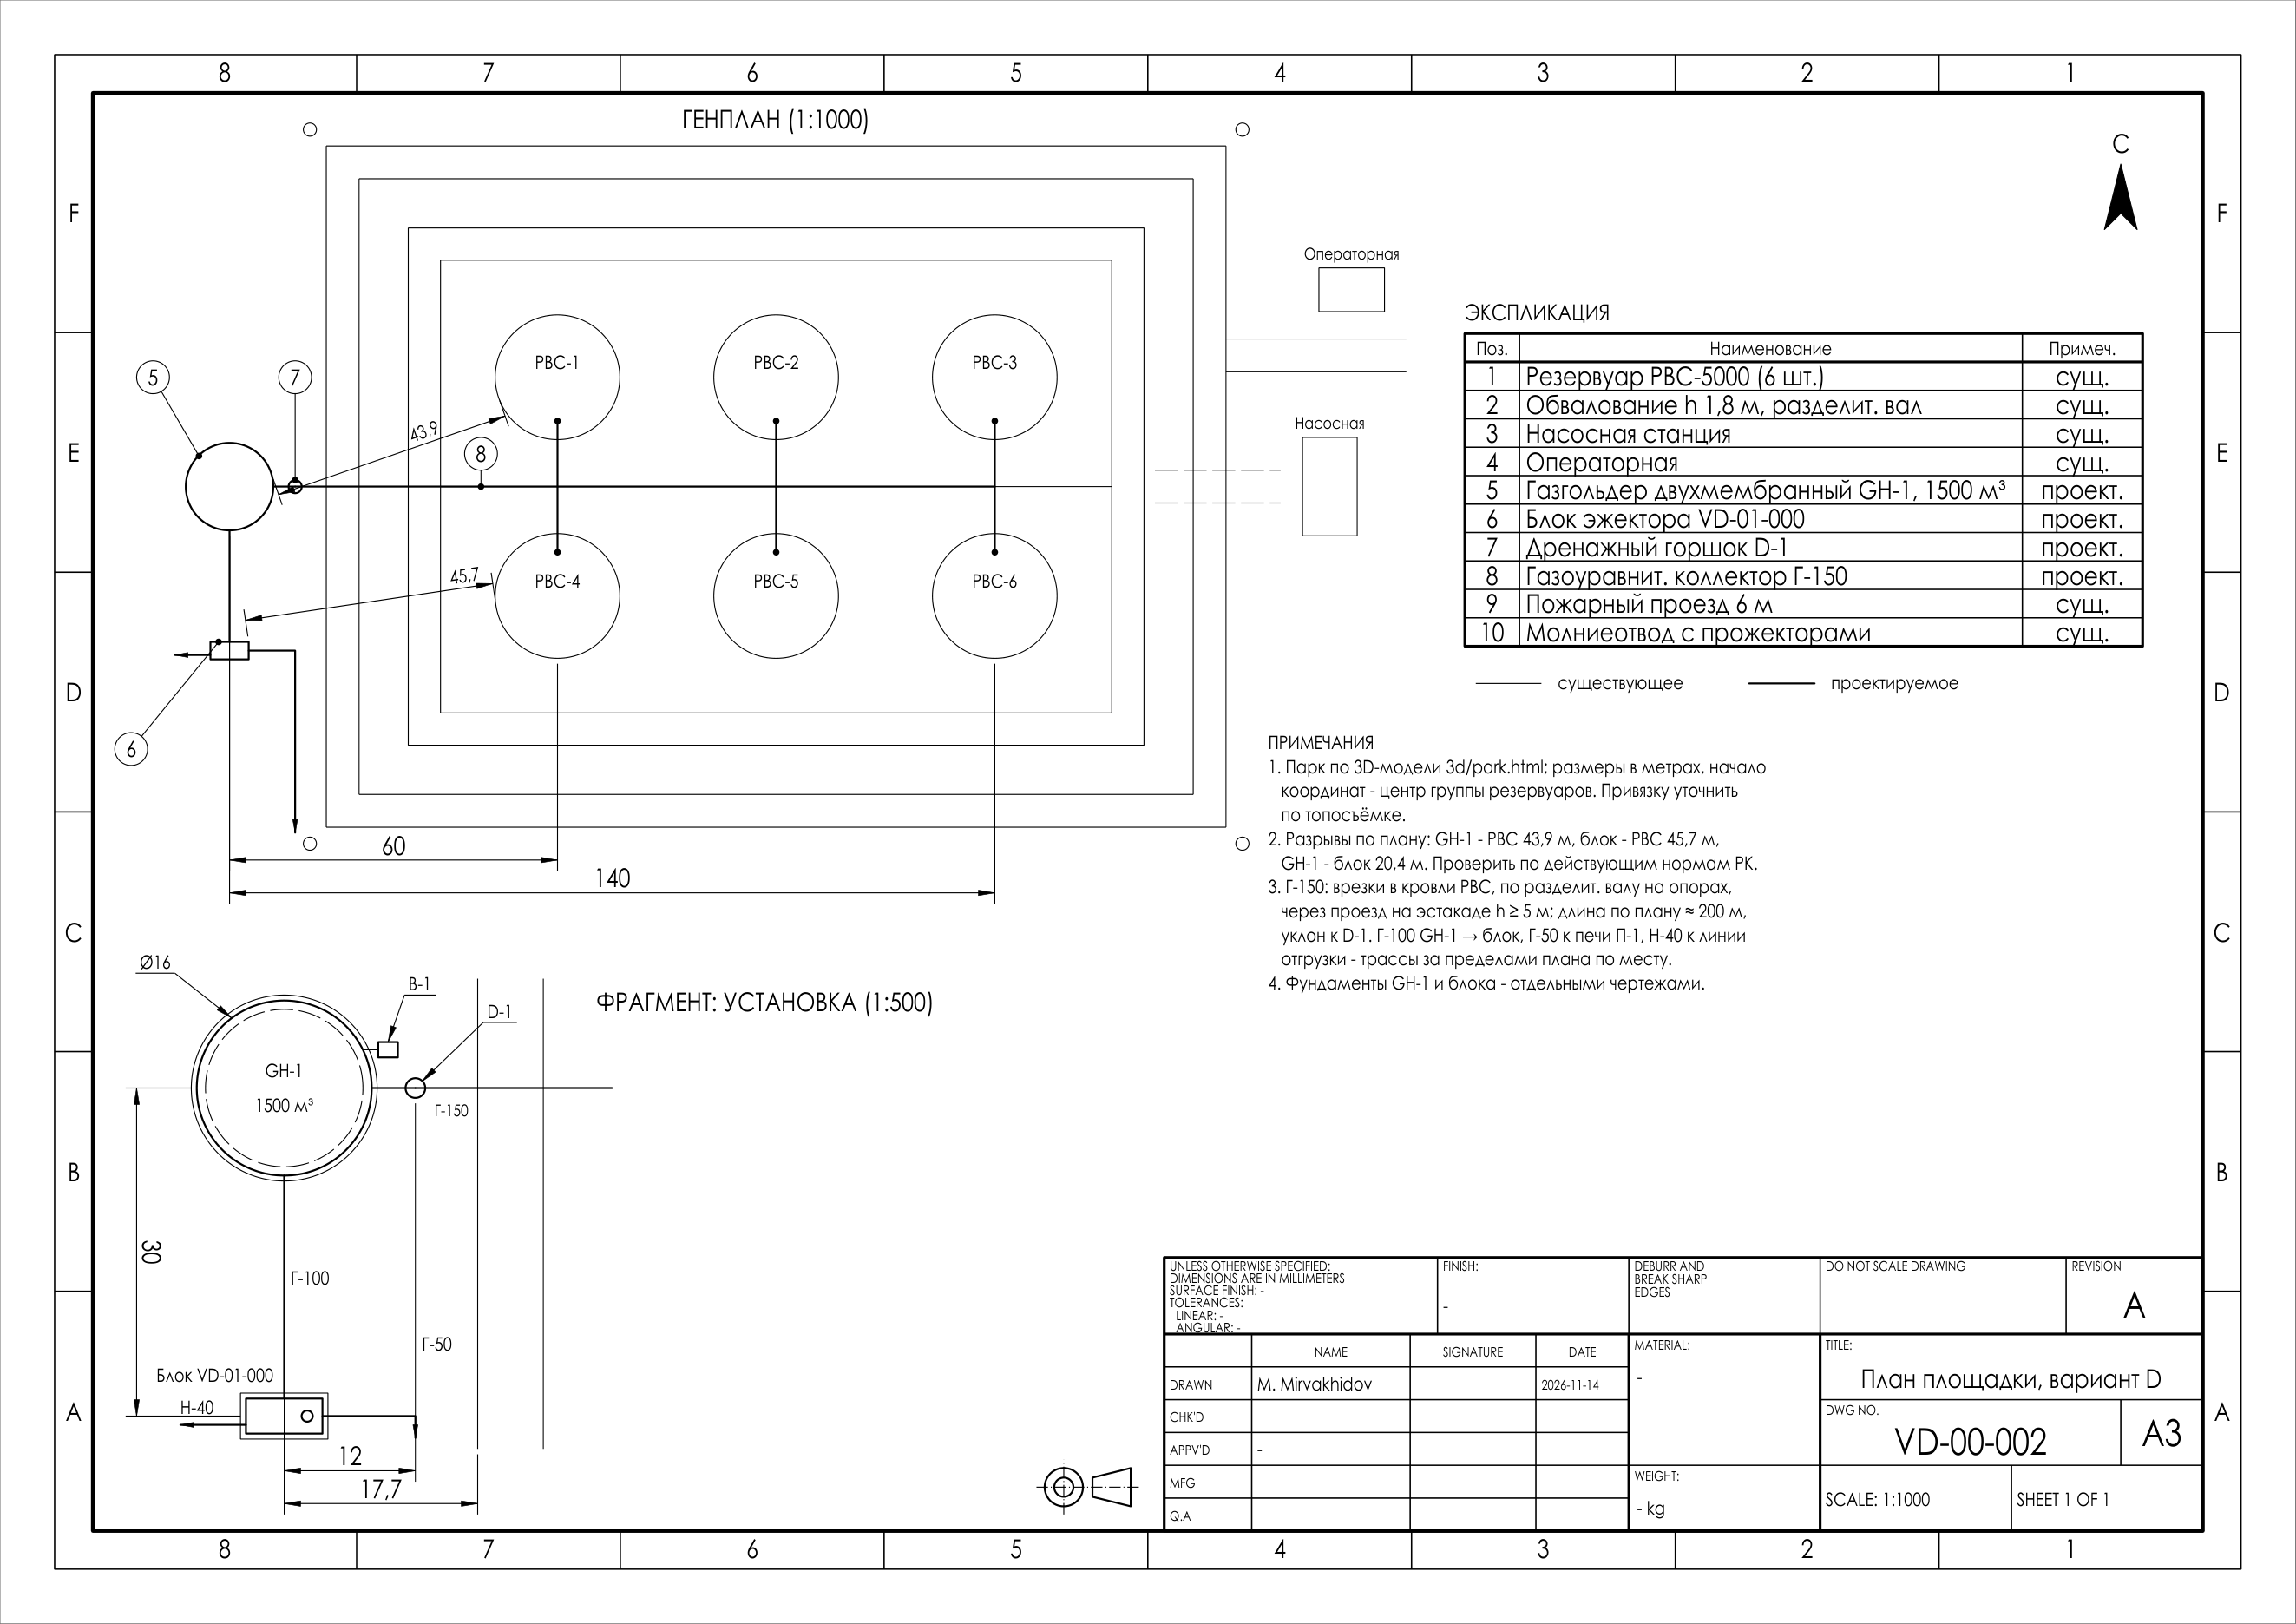 8 7 6 5 4 3 2 1
ГЕНПЛАН (1:1000)
С
F F
Операторная
РВС-1 РВС-2 РВС-3
5 7
43,9
8
E E
Насосная
45,7
РВС-4 РВС-5 РВС-6
D D
6
60
140
ЭКСПЛИКАЦИЯ
Поз. Наименование Примеч.
1 Резервуар РВС-5000 (6 шт.) сущ.
2 Обвалование h 1,8 м, разделит. вал сущ.
3 Насосная станция сущ.
4 Операторная сущ.
5 Газгольдер двухмембранный GH-1, 1500 м³ проект.
6 Блок эжектора VD-01-000 проект.
7 Дренажный горшок D-1 проект.
8 Газоуравнит. коллектор Г-150 проект.
9 Пожарный проезд 6 м сущ.
10 Молниеотвод с прожекторами сущ.
существующее проектируемое
ПРИМЕЧАНИЯ
1. Парк по 3D-модели 3d/park.html; размеры в метрах, начало
координат - центр группы резервуаров. Привязку уточнить
по топосъёмке.
2. Разрывы по плану: GH-1 - РВС 43,9 м, блок - РВС 45,7 м,
GH-1 - блок 20,4 м. Проверить по действующим нормам РК.
3. Г-150: врезки в кровли РВС, по разделит. валу на опорах,
через проезд на эстакаде h ≥ 5 м; длина по плану ≈ 200 м,
уклон к D-1. Г-100 GH-1 → блок, Г-50 к печи П-1, Н-40 к линии
отгрузки - трассы за пределами плана по месту.
4. Фундаменты GH-1 и блока - отдельными чертежами.
C C
ФРАГМЕНТ: УСТАНОВКА (1:500)
Ø16
В-1
D-1
GH-1
1500 м³
Г-150
B B
30
Г-100
Г-50
Блок VD-01-000
Н-40
12
17,7
A A
UNLESS OTHERWISE SPECIFIED:
DIMENSIONS ARE IN MILLIMETERS
SURFACE FINISH: -
TOLERANCES:
LINEAR: -
ANGULAR: -
FINISH:
-
DEBURR AND
BREAK SHARP
EDGES
DO NOT SCALE DRAWING
REVISION
A
NAME SIGNATURE DATE
DRAWN M. Mirvakhidov 2026-11-14
CHK'D
APPV'D -
MFG
Q.A
MATERIAL:
-
WEIGHT:
- kg
TITLE:
План площадки, вариант D
DWG NO.
VD-00-002
A3
SCALE: 1:1000
SHEET 1 OF 1
8 7 6 5 4 3 2 1